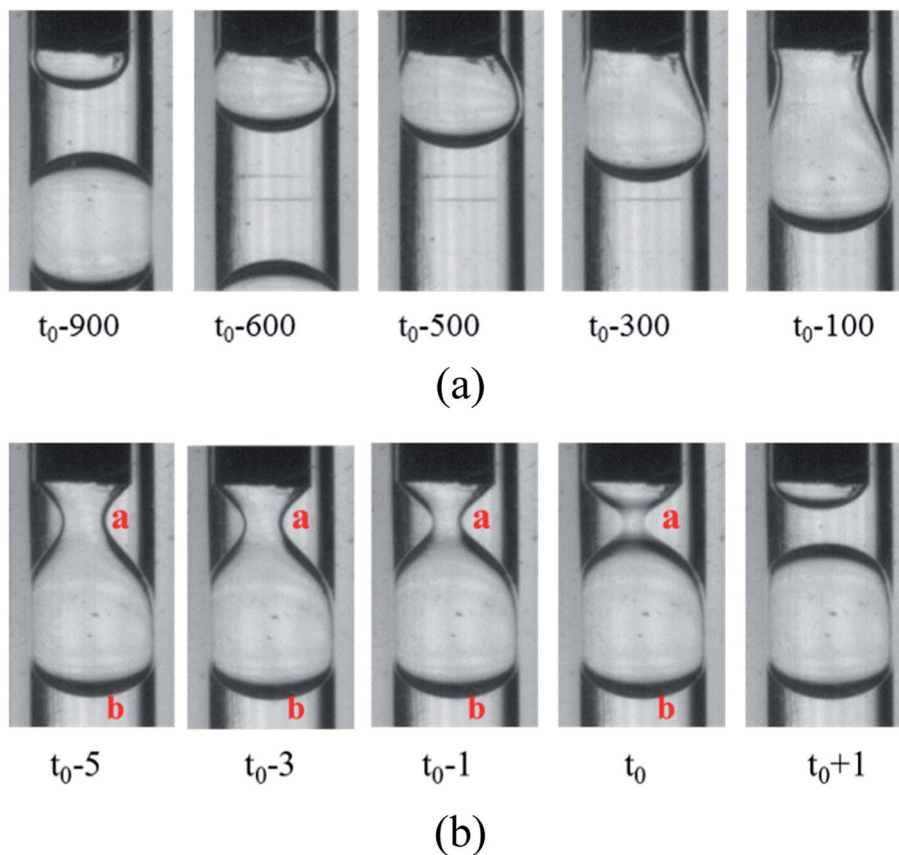 t₀-900 t₀-600 t₀-500 t₀-300 t₀-100
(a)
a a a a
b b b b
t₀-5 t₀-3 t₀-1 t₀ t₀+1
(b)